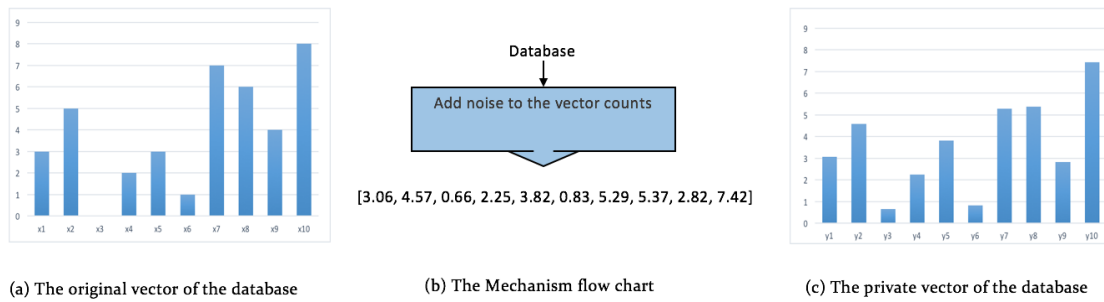 9
8
7
6
5
4
3
2
1
0
x1 x2 x3 x4 x5 x6 x7 x8 x9 x10
(a) The original vector of the database
Database
Add noise to the vector counts
[3.06, 4.57, 0.66, 2.25, 3.82, 0.83, 5.29, 5.37, 2.82, 7.42]
(b) The Mechanism flow chart
9
8
7
6
5
4
3
2
1
0
y1 y2 y3 y4 y5 y6 y7 y8 y9 y10
(c) The private vector of the database